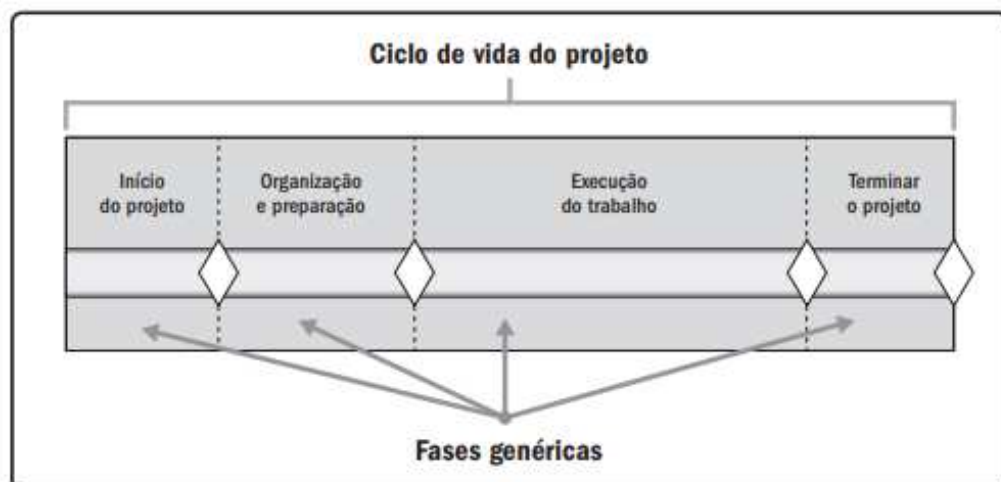 Ciclo de vida do projeto
Início
do projeto
Organização
e preparação
Execução
do trabalho
Terminar
o projeto
Fases genéricas